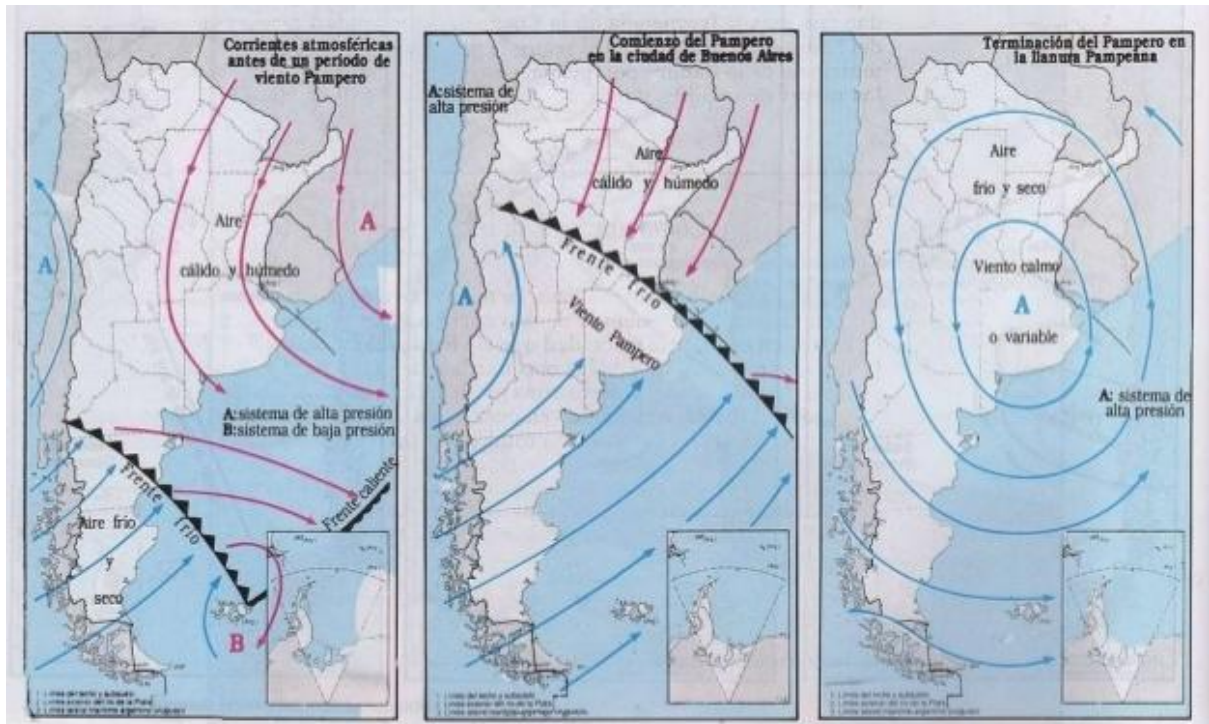 Corrientes atmosféricas
antes de un período de
viento Pampero
A
Aire
cálido y húmedo
A
A: sistema de alta presión
B: sistema de baja presión
Frente frío
Frente caliente
Aire frío
y
seco
B
Comienzo del Pampero
en la ciudad de Buenos Aires
A: sistema de
alta presión
Aire
cálido y húmedo
Frente frío
A
Viento Pampero
Terminación del Pampero en
la llanura Pampeana
Aire
frío y seco
Viento calmo
A
o variable
A: sistema de
alta presión